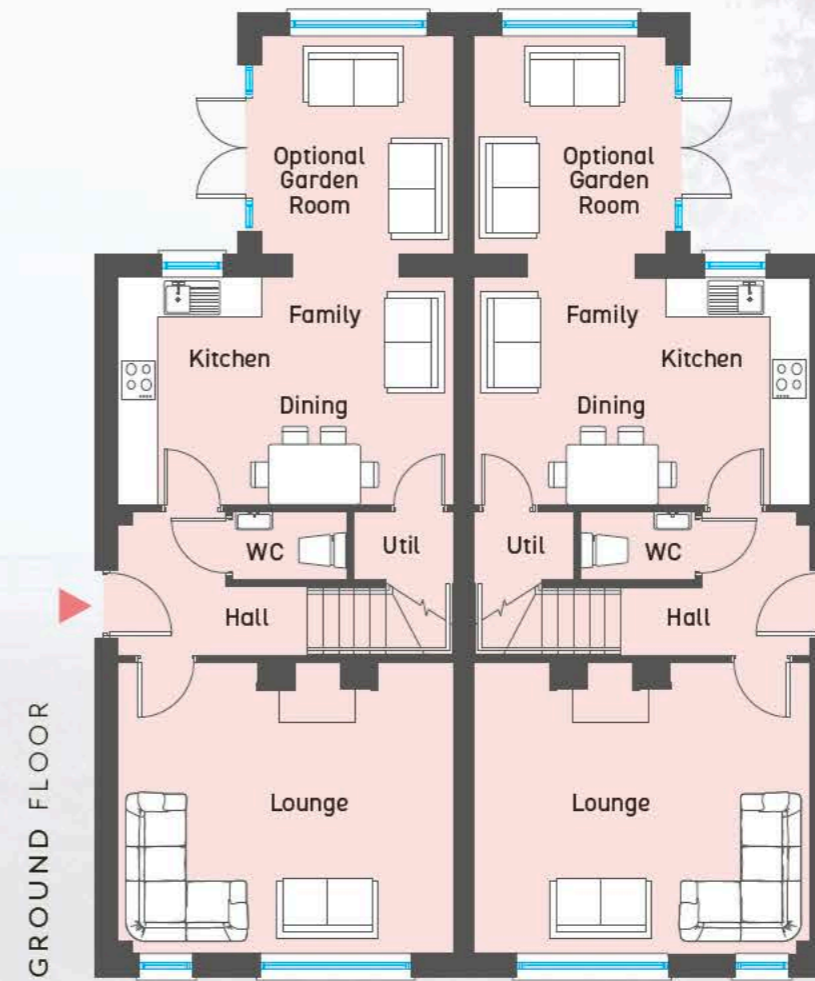 Optional
Garden
Room
Optional
Garden
Room
Family
Family
Kitchen
Kitchen
Dining
Dining
WC
Util
Util
WC
Hall
Hall
Lounge
Lounge
GROUND FLOOR